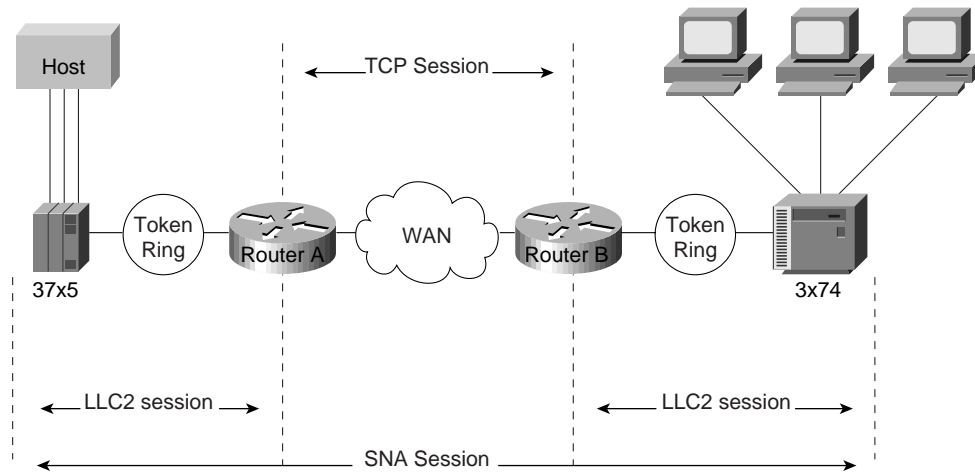 Host
TCP Session
Token
Ring
Router A
WAN
Router B
Token
Ring
37x5
3x74
LLC2 session
LLC2 session
SNA Session